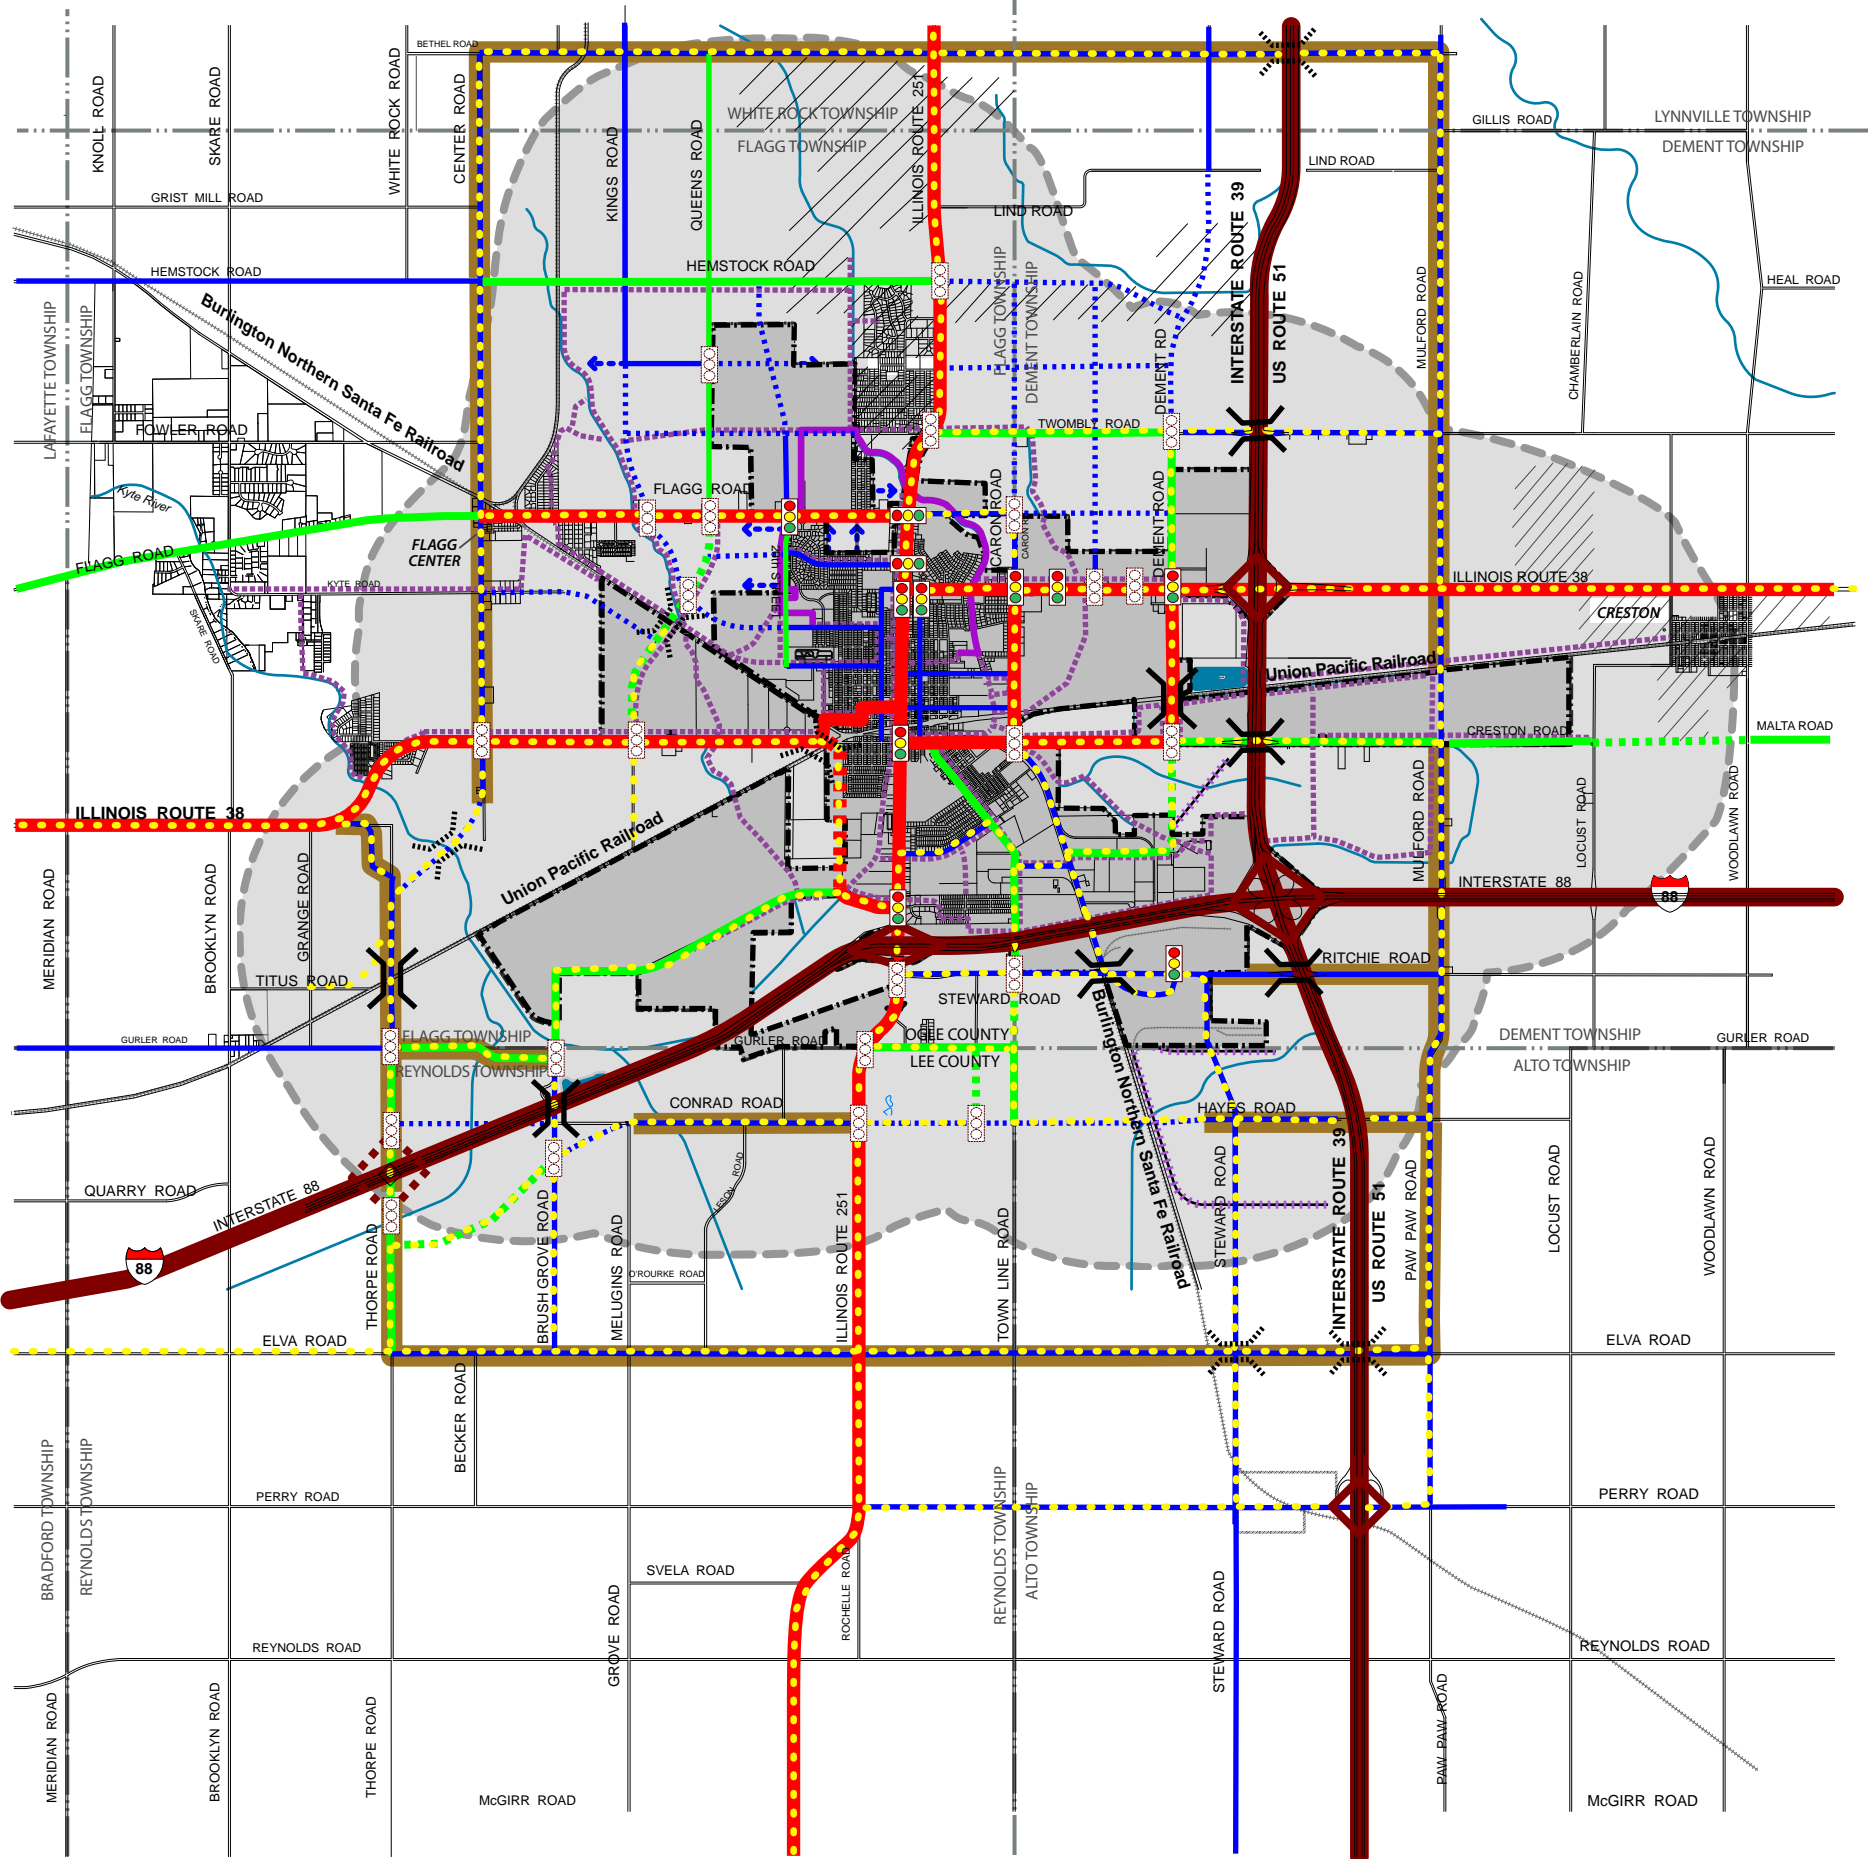 BETHEL ROAD
KNOLL ROAD
SKARE ROAD
WHITE ROCK ROAD
CENTER ROAD
KINGS ROAD
QUEENS ROAD
ILLINOIS ROUTE 251
WHITE ROCK TOWNSHIP
FLAGG TOWNSHIP
GILLIS ROAD
LYNNVILLE TOWNSHIP
DEMENT TOWNSHIP
LIND ROAD
LIND ROAD
GRIST MILL ROAD
INTERSTATE ROUTE 39
US ROUTE 51
HEMSTOCK ROAD
HEMSTOCK ROAD
HEAL ROAD
LAFAYETTE TOWNSHIP
FLAGG TOWNSHIP
Burlington Northern Santa Fe Railroad
FLAGG TOWNSHIP
DEMENT TOWNSHIP
DEMENT RD
MULFORD ROAD
CHAMBERLAIN ROAD
FOWLER ROAD
TWOMBLY ROAD
Kyte River
FLAGG ROAD
CARON ROAD
CARON RD
DEMENT ROAD
FLAGG ROAD
FLAGG
CENTER
KYTE ROAD
SKARE ROAD
ILLINOIS ROUTE 38
CRESTON
Union Pacific Railroad
CRESTON ROAD
MALTA ROAD
ILLINOIS ROUTE 38
Union Pacific Railroad
MERIDIAN ROAD
BROOKLYN ROAD
GRANGE ROAD
MULFORD ROAD
LOCUST ROAD
WOODLAWN ROAD
INTERSTATE 88
88
TITUS ROAD
RITCHIE ROAD
STEWARD ROAD
GURLER ROAD
FLAGG TOWNSHIP
REYNOLDS TOWNSHIP
GURLER ROAD
OGLE COUNTY
LEE COUNTY
DEMENT TOWNSHIP
ALTO TOWNSHIP
GURLER ROAD
Burlington Northern Santa Fe Railroad
CONRAD ROAD
HAYES ROAD
QUARRY ROAD
INTERSTATE 88
88
THORPE ROAD
BRUSH GROVE ROAD
MELUGINS ROAD
O'ROURKE ROAD
ILLINOIS ROUTE 251
TOWN LINE ROAD
STEWARD ROAD
INTERSTATE ROUTE 39
US ROUTE 51
PAW PAW ROAD
LOCUST ROAD
WOODLAWN ROAD
ELVA ROAD
ELVA ROAD
BECKER ROAD
BRADFORD TOWNSHIP
REYNOLDS TOWNSHIP
PERRY ROAD
PERRY ROAD
REYNOLDS TOWNSHIP
ALTO TOWNSHIP
SVELA ROAD
ROCHELLE ROAD
GROVE ROAD
STEWARD ROAD
REYNOLDS ROAD
REYNOLDS ROAD
MERIDIAN ROAD
BROOKLYN ROAD
THORPE ROAD
PAW PAW ROAD
McGIRR ROAD
McGIRR ROAD